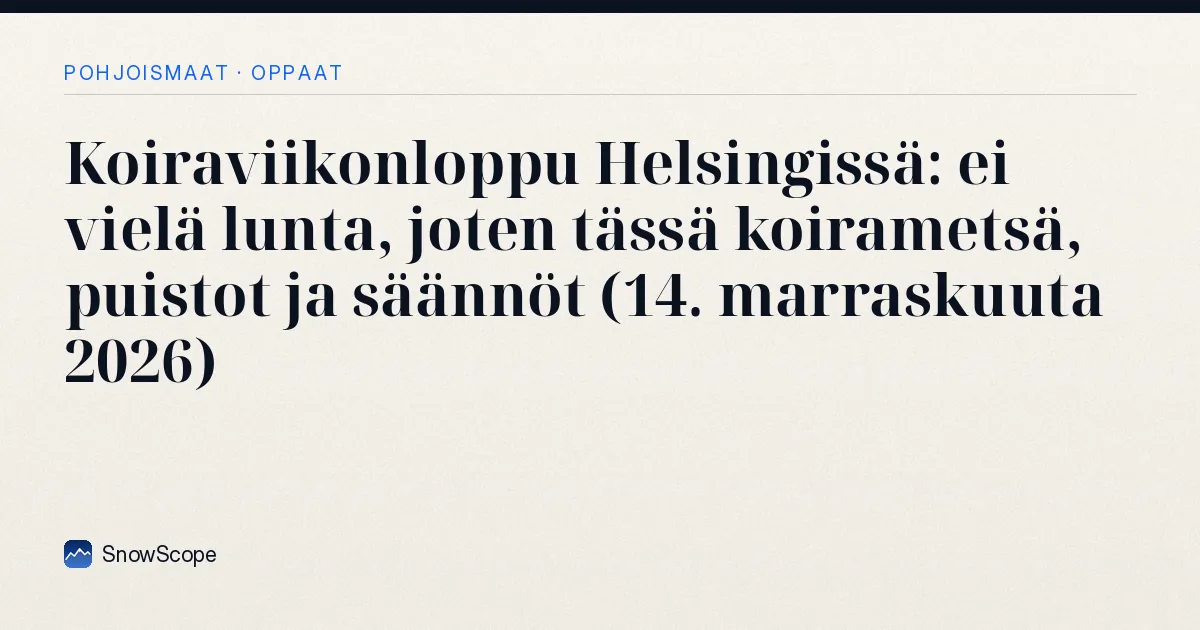 POHJOISMAAT · OPPAAT
Koiraviikonloppu Helsingissä: ei
vielä lunta, joten tässä koirametsä,
puistot ja säännöt (14. marraskuuta
2026)
SnowScope